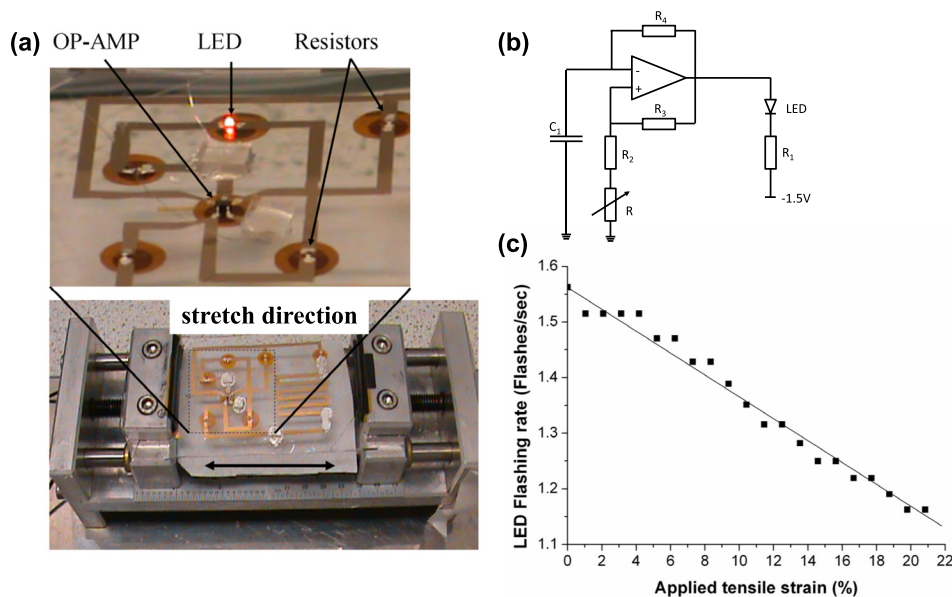 (a)
OP-AMP LED Resistors
stretch direction
(b)
R4
-
+
R3
C1
R2
R
LED
R1
-1.5V
(c)
LED Flashing rate (Flashes/sec)
1.6
1.5
1.4
1.3
1.2
1.1
0 2 4 6 8 10 12 14 16 18 20 22
Applied tensile strain (%)